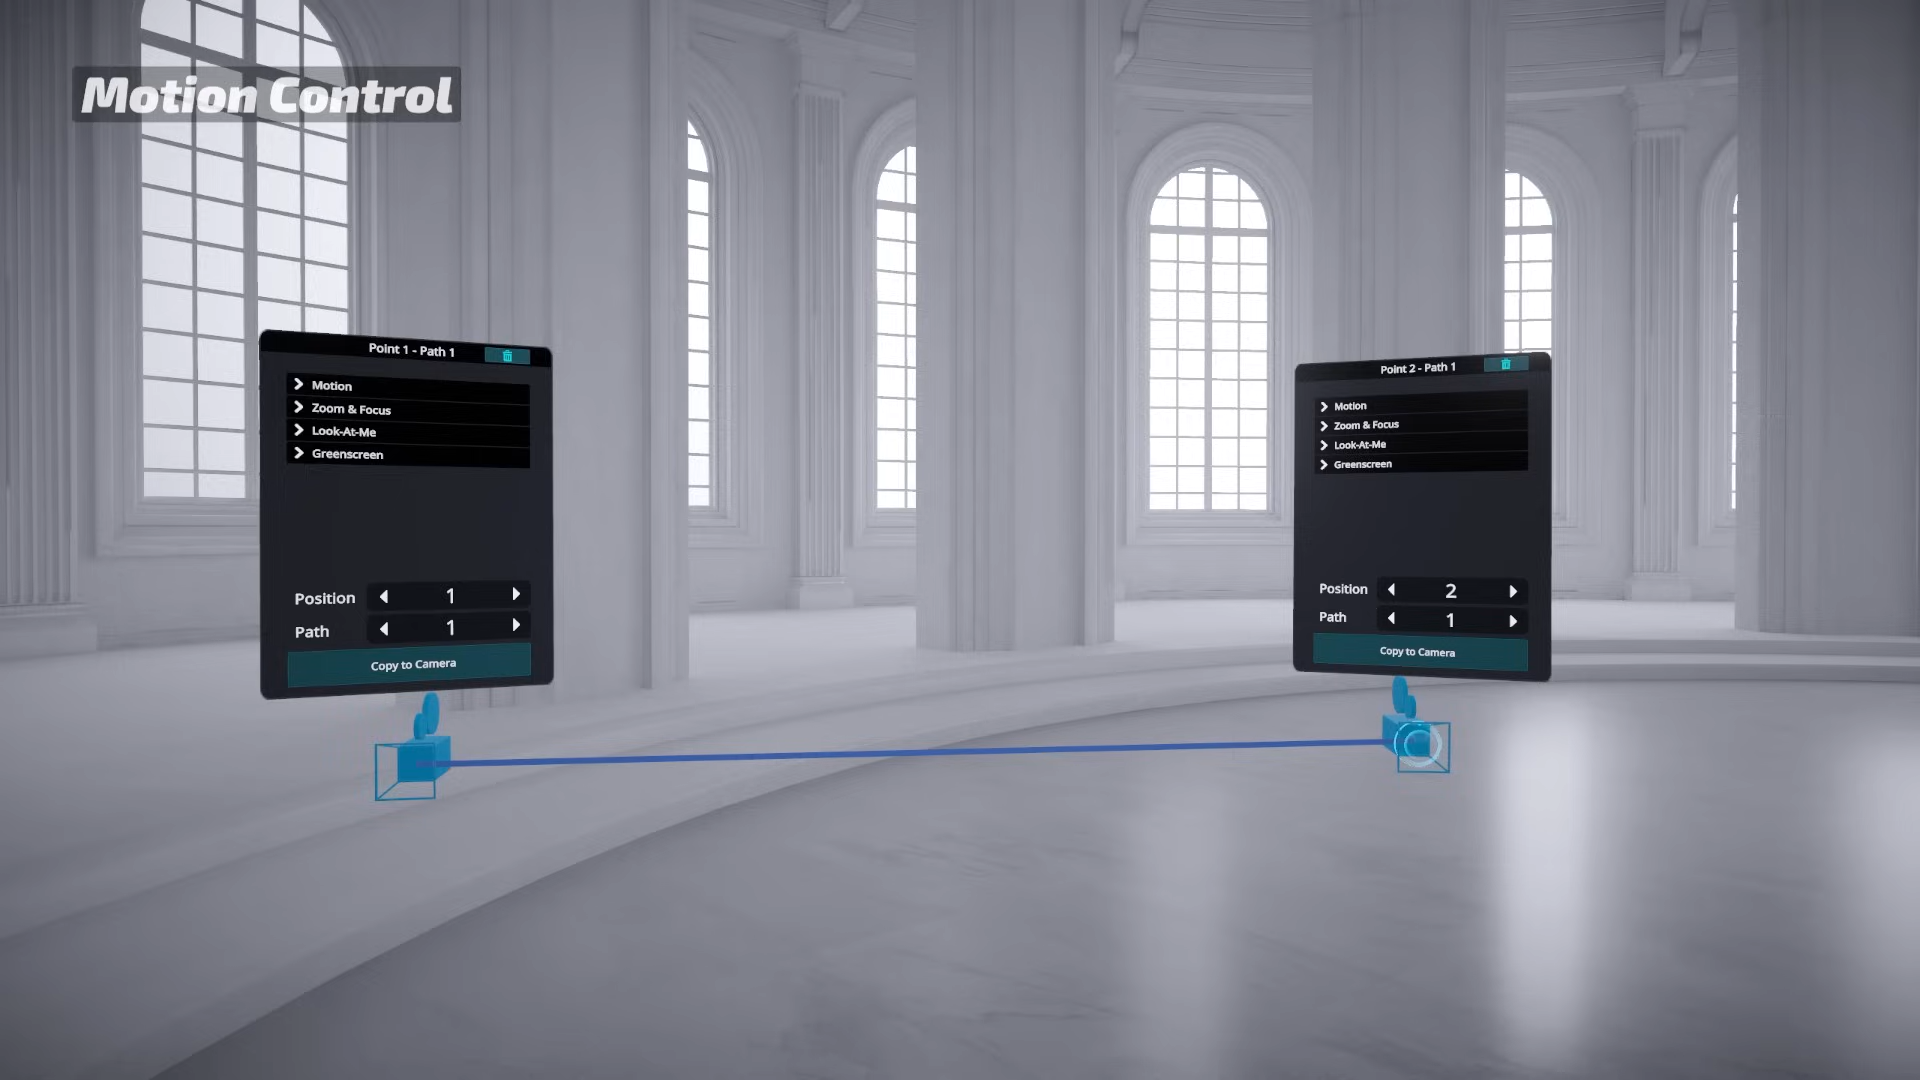 Motion Control
Point 1 - Path 1
Motion
Zoom & Focus
Look-At-Me
Greenscreen
Position 1
Path 1
Copy to Camera
Point 2 - Path 1
Motion
Zoom & Focus
Look-At-Me
Greenscreen
Position 2
Path 1
Copy to Camera